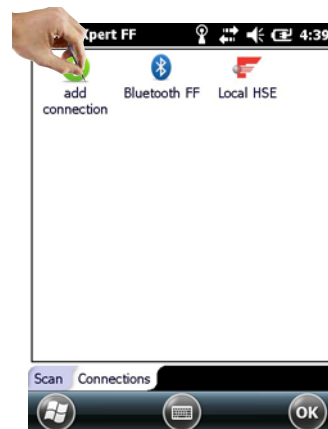 Xpert FF 4:39
add connection
Bluetooth FF
Local HSE
Scan Connections
OK